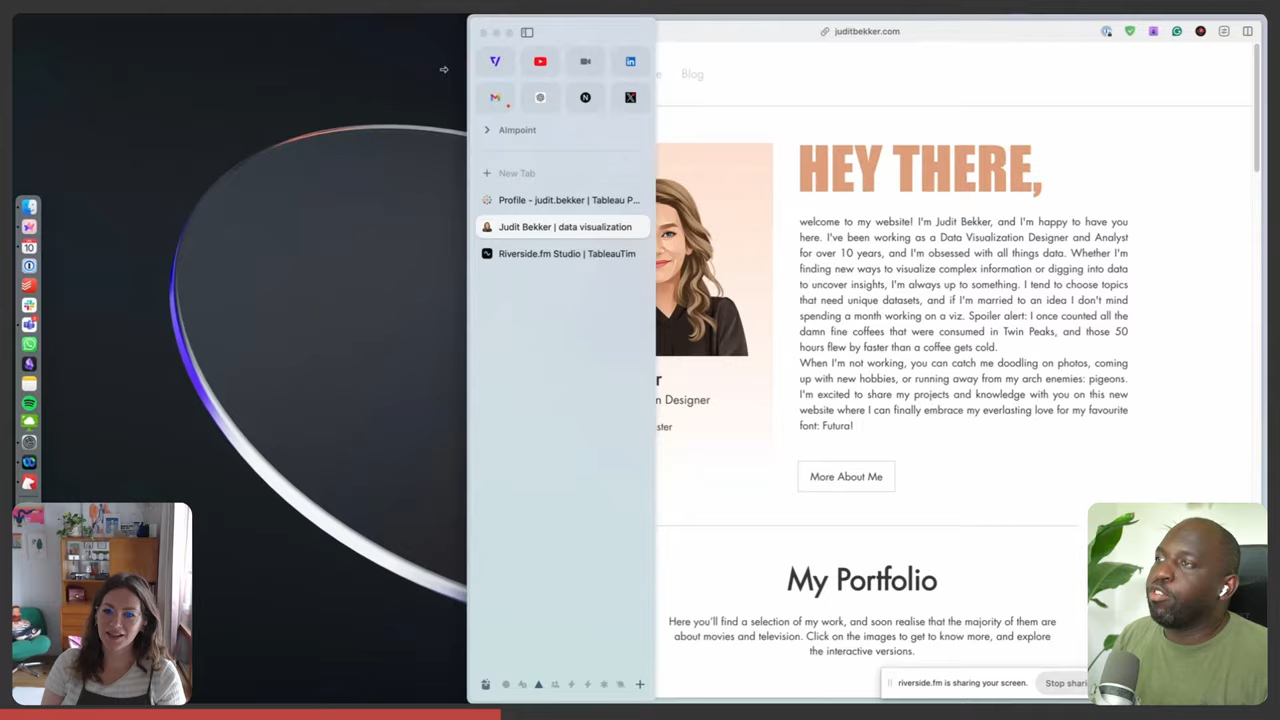 juditbekker.com
e Blog
AImpoint
New Tab
Profile - judit.bekker | Tableau P...
Judit Bekker | data visualization
Riverside.fm Studio | TableauTim
10
HEY THERE,
welcome to my website! I'm Judit Bekker, and I'm happy to have you
here. I've been working as a Data Visualization Designer and Analyst
for over 10 years, and I'm obsessed with all things data. Whether I'm
finding new ways to visualize complex information or digging into data
to uncover insights, I'm always up to something. I tend to choose topics
that need unique datasets, and if I'm married to an idea I don't mind
spending a month working on a viz. Spoiler alert: I once counted all the
damn fine coffees that were consumed in Twin Peaks, and those 50
hours flew by faster than a coffee gets cold.
When I'm not working, you can catch me doodling on photos, coming
up with new hobbies, or running away from my arch enemies: pigeons.
I'm excited to share my projects and knowledge with you on this new
website where I can finally embrace my everlasting love for my favourite
font: Futura!
r
n Designer
ster
More About Me
My Portfolio
Here you'll find a selection of my work, and soon realise that the majority of them are
about movies and television. Click on the images to get to know more, and explore
the interactive versions.
riverside.fm is sharing your screen.
Stop shari